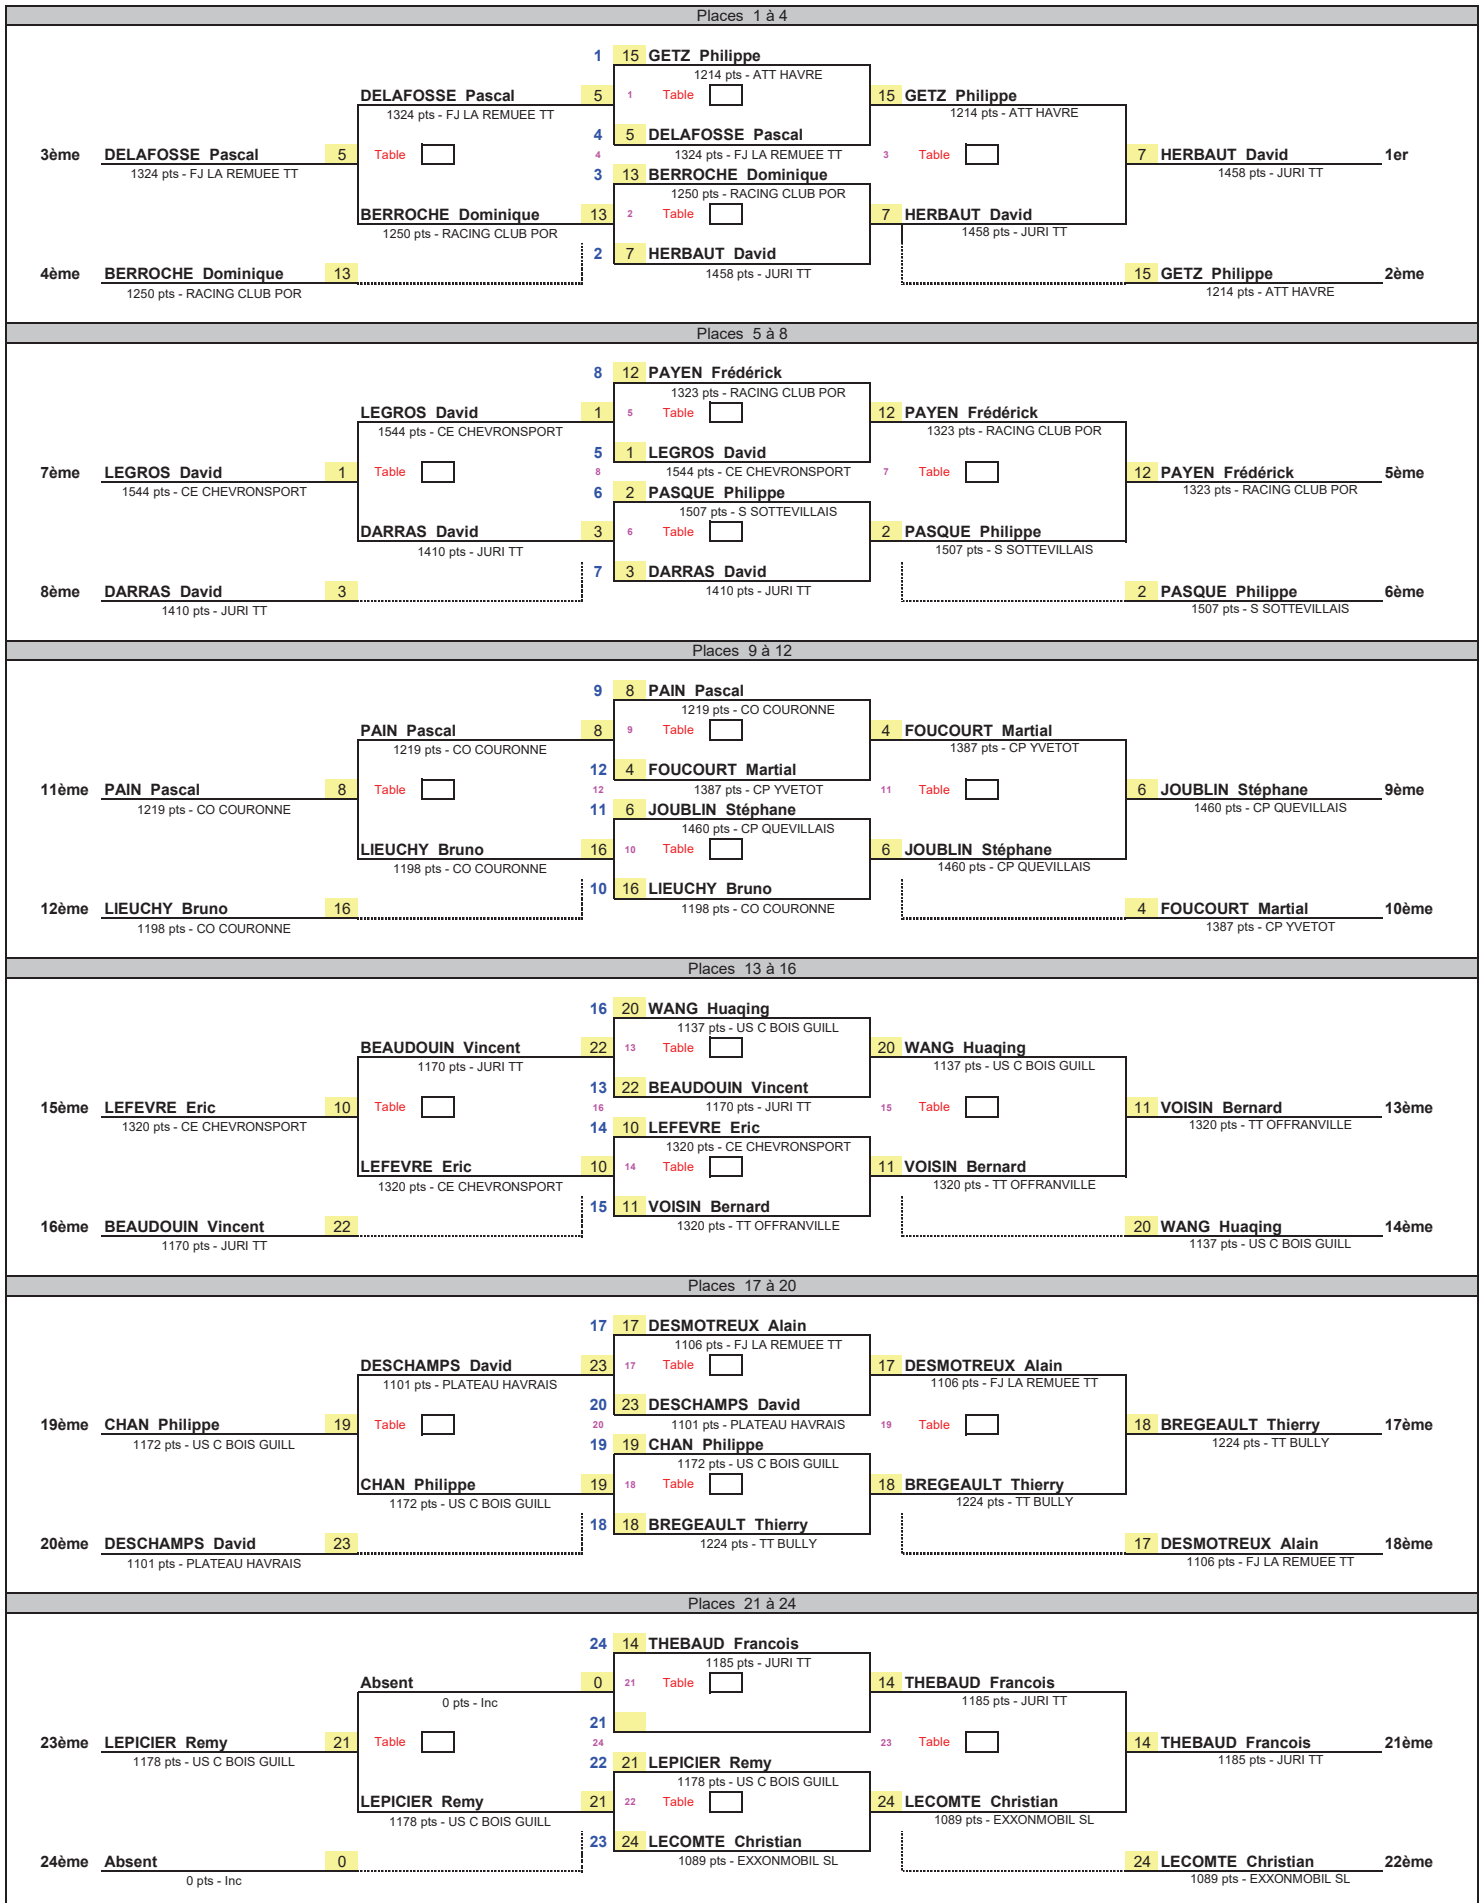 Places 1 à 4
1 15 GETZ Philippe
1214 pts - ATT HAVRE
DELAFOSSE Pascal 5 1 Table 15 GETZ Philippe
1324 pts - FJ LA REMUEE TT 1214 pts - ATT HAVRE
4 5 DELAFOSSE Pascal
3ème DELAFOSSE Pascal 5 Table 4 1324 pts - FJ LA REMUEE TT 3 Table 7 HERBAUT David 1er
1324 pts - FJ LA REMUEE TT 3 13 BERROCHE Dominique 1458 pts - JURI TT
1250 pts - RACING CLUB POR
BERROCHE Dominique 13 2 Table 7 HERBAUT David
1250 pts - RACING CLUB POR 1458 pts - JURI TT
2 7 HERBAUT David
4ème BERROCHE Dominique 13 1458 pts - JURI TT 15 GETZ Philippe 2ème
1250 pts - RACING CLUB POR 1214 pts - ATT HAVRE
Places 5 à 8
8 12 PAYEN Frédérick
1323 pts - RACING CLUB POR
LEGROS David 1 5 Table 12 PAYEN Frédérick
1544 pts - CE CHEVRONSPORT 1323 pts - RACING CLUB POR
5 1 LEGROS David
7ème LEGROS David 1 Table 8 1544 pts - CE CHEVRONSPORT 7 Table 12 PAYEN Frédérick 5ème
1544 pts - CE CHEVRONSPORT 6 2 PASQUE Philippe 1323 pts - RACING CLUB POR
1507 pts - S SOTTEVILLAIS
DARRAS David 3 6 Table 2 PASQUE Philippe
1410 pts - JURI TT 1507 pts - S SOTTEVILLAIS
7 3 DARRAS David
8ème DARRAS David 3 1410 pts - JURI TT 2 PASQUE Philippe 6ème
1410 pts - JURI TT 1507 pts - S SOTTEVILLAIS
Places 9 à 12
9 8 PAIN Pascal
1219 pts - CO COURONNE
PAIN Pascal 8 9 Table 4 FOUCOURT Martial
1219 pts - CO COURONNE 1387 pts - CP YVETOT
12 4 FOUCOURT Martial
11ème PAIN Pascal 8 Table 12 1387 pts - CP YVETOT 11 Table 6 JOUBLIN Stéphane 9ème
1219 pts - CO COURONNE 11 6 JOUBLIN Stéphane 1460 pts - CP QUEVILLAIS
1460 pts - CP QUEVILLAIS
LIEUCHY Bruno 16 10 Table 6 JOUBLIN Stéphane
1198 pts - CO COURONNE 1460 pts - CP QUEVILLAIS
10 16 LIEUCHY Bruno
12ème LIEUCHY Bruno 16 1198 pts - CO COURONNE 4 FOUCOURT Martial 10ème
1198 pts - CO COURONNE 1387 pts - CP YVETOT
Places 13 à 16
16 20 WANG Huaqing
1137 pts - US C BOIS GUILL
BEAUDOUIN Vincent 22 13 Table 20 WANG Huaqing
1170 pts - JURI TT 1137 pts - US C BOIS GUILL
13 22 BEAUDOUIN Vincent
15ème LEFEVRE Eric 10 Table 16 1170 pts - JURI TT 15 Table 11 VOISIN Bernard 13ème
1320 pts - CE CHEVRONSPORT 14 10 LEFEVRE Eric 1320 pts - TT OFFRANVILLE
1320 pts - CE CHEVRONSPORT
LEFEVRE Eric 10 14 Table 11 VOISIN Bernard
1320 pts - CE CHEVRONSPORT 1320 pts - TT OFFRANVILLE
15 11 VOISIN Bernard
16ème BEAUDOUIN Vincent 22 1320 pts - TT OFFRANVILLE 20 WANG Huaqing 14ème
1170 pts - JURI TT 1137 pts - US C BOIS GUILL
Places 17 à 20
17 17 DESMOTREUX Alain
1106 pts - FJ LA REMUEE TT
DESCHAMPS David 23 17 Table 17 DESMOTREUX Alain
1101 pts - PLATEAU HAVRAIS 1106 pts - FJ LA REMUEE TT
20 23 DESCHAMPS David
19ème CHAN Philippe 19 Table 20 1101 pts - PLATEAU HAVRAIS 19 Table 18 BREGEAULT Thierry 17ème
1172 pts - US C BOIS GUILL 19 19 CHAN Philippe 1224 pts - TT BULLY
1172 pts - US C BOIS GUILL
CHAN Philippe 19 18 Table 18 BREGEAULT Thierry
1172 pts - US C BOIS GUILL 1224 pts - TT BULLY
18 18 BREGEAULT Thierry
20ème DESCHAMPS David 23 1224 pts - TT BULLY 17 DESMOTREUX Alain 18ème
1101 pts - PLATEAU HAVRAIS 1106 pts - FJ LA REMUEE TT
Places 21 à 24
24 14 THEBAUD Francois
1185 pts - JURI TT
Absent 0 21 Table 14 THEBAUD Francois
0 pts - Inc 1185 pts - JURI TT
21
23ème LEPICIER Remy 21 Table 24 23 Table 14 THEBAUD Francois 21ème
1178 pts - US C BOIS GUILL 22 21 LEPICIER Remy 1185 pts - JURI TT
1178 pts - US C BOIS GUILL
LEPICIER Remy 21 22 Table 24 LECOMTE Christian
1178 pts - US C BOIS GUILL 1089 pts - EXXONMOBIL SL
23 24 LECOMTE Christian
24ème Absent 0 1089 pts - EXXONMOBIL SL 24 LECOMTE Christian 22ème
0 pts - Inc 1089 pts - EXXONMOBIL SL